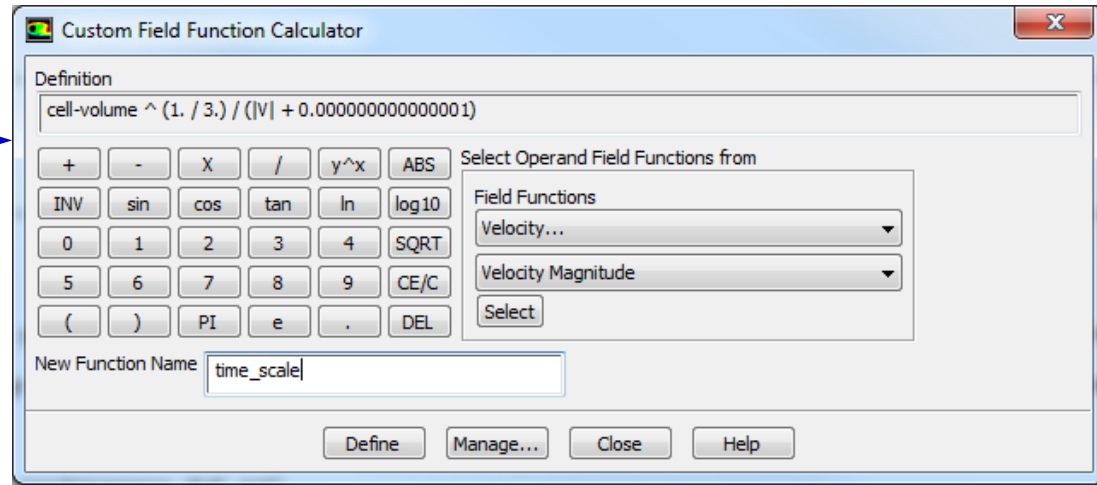 Custom Field Function Calculator
X
Definition
cell-volume ^ (1. / 3.) / (|V| + 0.000000000000001)
+ - X / y^x ABS
INV sin cos tan ln log10
0 1 2 3 4 SQRT
5 6 7 8 9 CE/C
( ) PI e . DEL
Select Operand Field Functions from
Field Functions
Velocity...
Velocity Magnitude
Select
New Function Name time_scale
Define Manage... Close Help